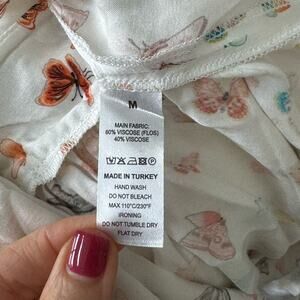 M
MAIN FABRIC:
60% VISCOSE (FLOS)
40% VISCOSE
MADE IN TURKEY
HAND WASH
DO NOT BLEACH
MAX 110°C/230°F
IRONING
DO NOT TUMBLE DRY
FLAT DRY